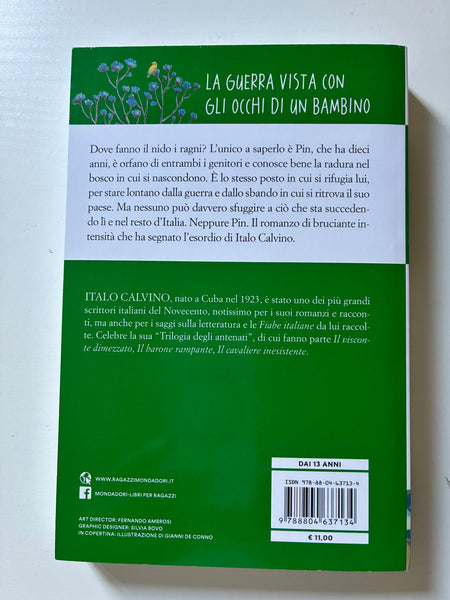 LA GUERRA VISTA CON
GLI OCCHI DI UN BAMBINO
Dove fanno il nido i ragni? L'unico a saperlo è Pin, che ha dieci
anni, è orfano di entrambi i genitori e conosce bene la radura nel
bosco in cui si nascondono. È lo stesso posto in cui si rifugia lui,
per stare lontano dalla guerra e dallo sbando in cui si ritrova il suo
paese. Ma nessuno può davvero sfuggire a ciò che sta succeden-
do lì e nel resto d'Italia. Neppure Pin. Il romanzo di bruciante in-
tensità che ha segnato l'esordio di Italo Calvino.
ITALO CALVINO, nato a Cuba nel 1923, è stato uno dei più grandi
scrittori italiani del Novecento, notissimo per i suoi romanzi e raccon-
ti, ma anche per i saggi sulla letteratura e le Fiabe italiane da lui raccol-
te. Celebre la sua "Trilogia degli antenati", di cui fanno parte Il viscon-
te dimezzato, Il barone rampante, Il cavaliere inesistente.
WWW.RAGAZZIMONDADORI.IT
MONDADORI-LIBRI PER RAGAZZI
ART DIRECTOR: FERNANDO AMBROSI
GRAPHIC DESIGNER: SILVIA BOVO
IN COPERTINA: ILLUSTRAZIONE DI GIANNI DE CONNO
DAI 13 ANNI
ISBN 978-88-04-63713-4
9 788804 637134
€ 11,00